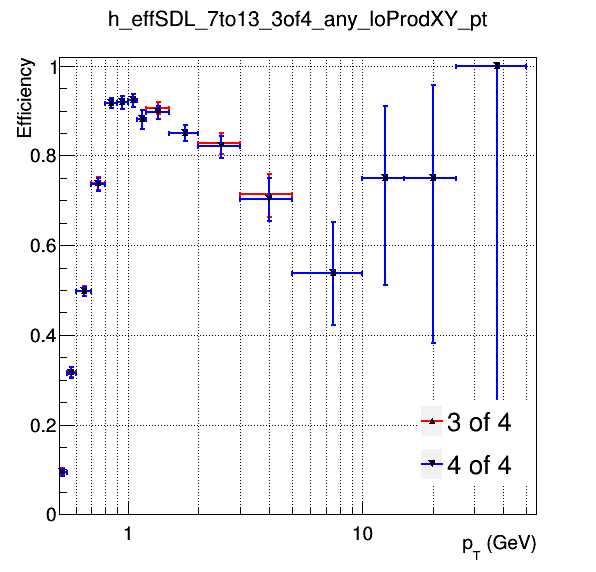 h_effSDL_7to13_3of4_any_loProdXY_pt
Efficiency
1
0.8
0.6
0.4
0.2
0
3 of 4
4 of 4
1
10
p_T (GeV)